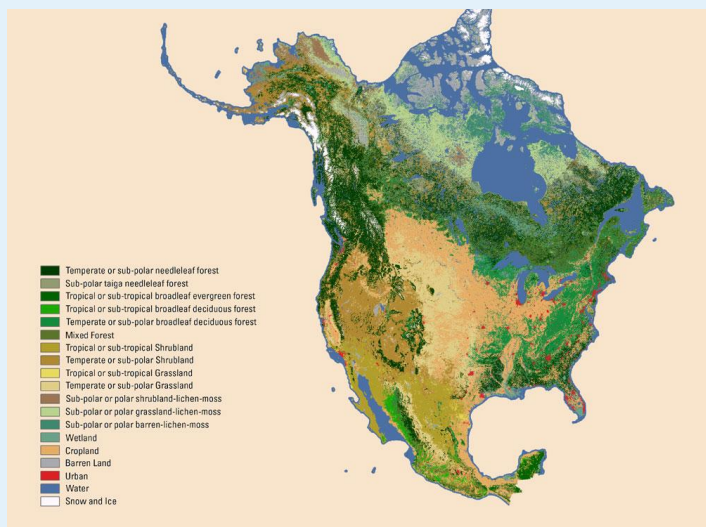 Temperate or sub-polar needleleaf forest
Sub-polar taiga needleleaf forest
Tropical or sub-tropical broadleaf evergreen forest
Tropical or sub-tropical broadleaf deciduous forest
Temperate or sub-polar broadleaf deciduous forest
Mixed Forest
Tropical or sub-tropical Shrubland
Temperate or sub-polar Shrubland
Tropical or sub-tropical Grassland
Temperate or sub-polar Grassland
Sub-polar or polar shrubland-lichen-moss
Sub-polar or polar grassland-lichen-moss
Sub-polar or polar barren-lichen-moss
Wetland
Cropland
Barren Land
Urban
Water
Snow and Ice